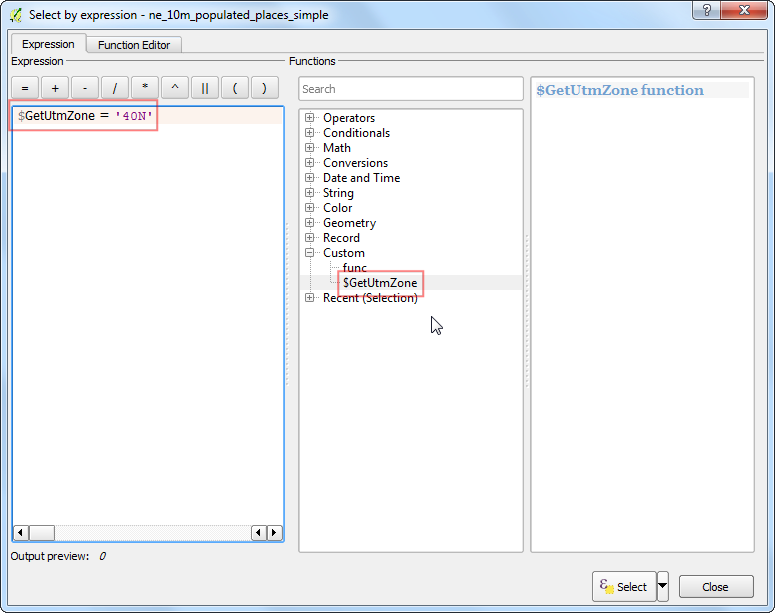 Select by expression - ne_10m_populated_places_simple
?
X
Expression
Function Editor
Expression
= + - / * ^ || ( )
$GetUtmZone = '40N'
Functions
Search
Operators
Conditionals
Math
Conversions
Date and Time
String
Color
Geometry
Record
Custom
func
$GetUtmZone
Recent (Selection)
$GetUtmZone function
Output preview: 0
ε Select
Close